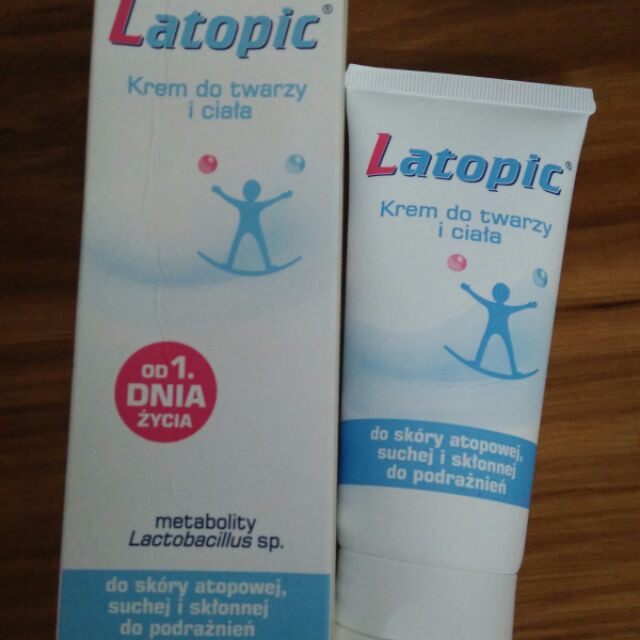 Latopic®
Krem do twarzy
i ciała
OD 1.
DNIA
ŻYCIA
metabolity
Lactobacillus sp.
do skóry atopowej,
suchej i skłonnej
do podrażnień
Latopic®
Krem do twarzy
i ciała
do skóry atopowej,
suchej i skłonnej
do podrażnień